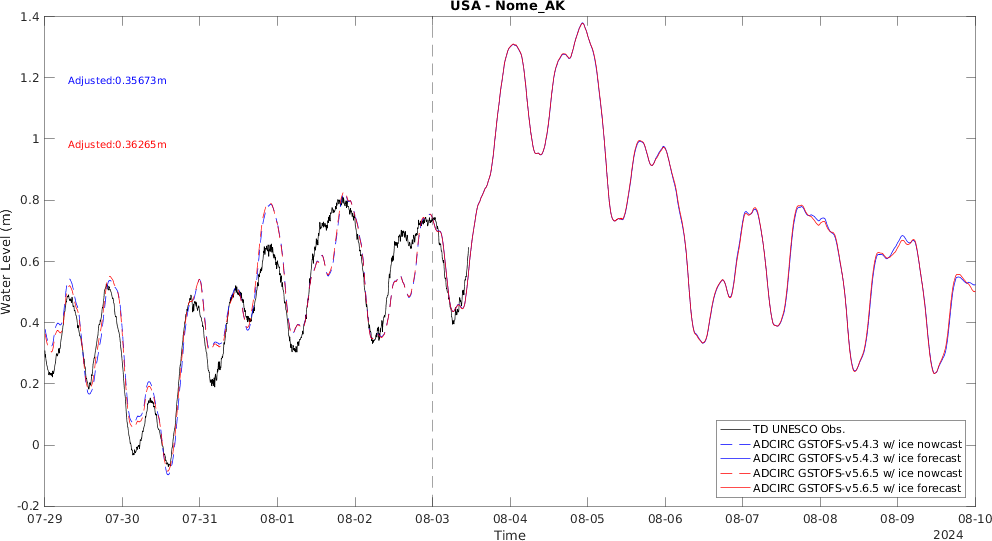 USA - Nome_AK
1.4
1.2
1
0.8
0.6
0.4
0.2
0
-0.2
Water Level (m)
Adjusted:0.35673m
Adjusted:0.36265m
TD UNESCO Obs.
ADCIRC GSTOFS-v5.4.3 w/ ice nowcast
ADCIRC GSTOFS-v5.4.3 w/ ice forecast
ADCIRC GSTOFS-v5.6.5 w/ ice nowcast
ADCIRC GSTOFS-v5.6.5 w/ ice forecast
07-29 07-30 07-31 08-01 08-02 08-03 08-04 08-05 08-06 08-07 08-08 08-09 08-10
Time
2024